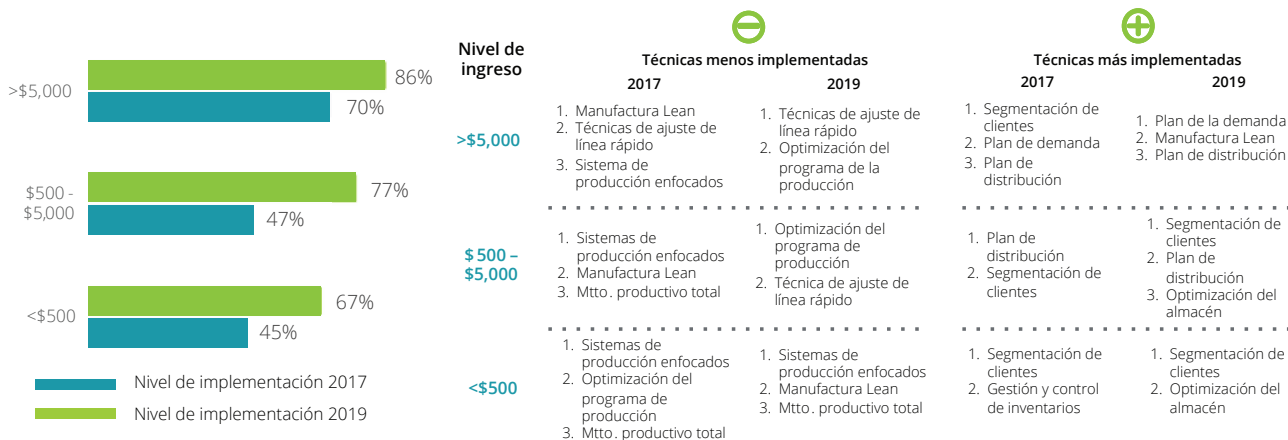 >$5,000
86%
70%
$500 -
$5,000
77%
47%
<$500
67%
45%
Nivel de implementación 2017
Nivel de implementación 2019
Nivel de
ingreso
Técnicas menos implementadas
2017
2019
Técnicas más implementadas
2017
2019
>$5,000
1. Manufactura Lean
2. Técnicas de ajuste de
línea rápido
3. Sistema de
producción enfocados
1. Técnicas de ajuste de
línea rápido
2. Optimización del
programa de la
producción
1. Segmentación de
clientes
2. Plan de demanda
3. Plan de
distribución
1. Plan de la demanda
2. Manufactura Lean
3. Plan de distribución
$ 500 –
$5,000
1. Sistemas de
producción enfocados
2. Manufactura Lean
3. Mtto. productivo total
1. Optimización del
programa de
producción
2. Técnica de ajuste de
línea rápido
1. Plan de
distribución
2. Segmentación de
clientes
1. Segmentación de
clientes
2. Plan de
distribución
3. Optimización del
almacén
<$500
1. Sistemas de
producción enfocados
2. Optimización del
programa de
producción
3. Mtto. productivo total
1. Sistemas de
producción enfocados
2. Manufactura Lean
3. Mtto. productivo total
1. Segmentación de
clientes
2. Gestión y control
de inventarios
1. Segmentación de
clientes
2. Optimización del
almacén